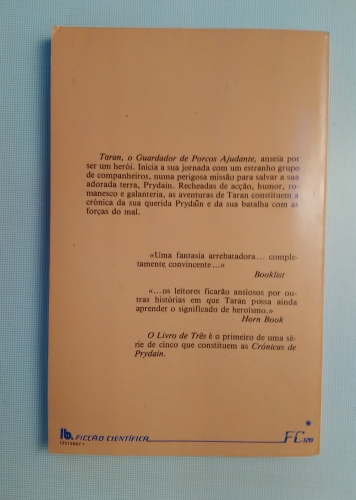 Taran, o Guardador de Porcos Ajudante, anseia por
ser um herói. Inicia a sua jornada com um estranho grupo
de companheiros, numa perigosa missão para salvar a sua
adorada terra, Prydain. Recheadas de acção, humor, ro-
manesco e galanteria, as aventuras de Taran constituem a
crónica da sua querida Prydain e da sua batalha com as
forças do mal.
«Uma fantasia arrebatadora... comple-
tamente convincente...»
Booklist
«...os leitores ficarão ansiosos por ou-
tras histórias em que Taran possa ainda
aprender o significado de heroísmo.»
Horn Book
O Livro de Três é o primeiro de uma sé-
rie de cinco que constituem as Crónicas de
Prydain.
FICÇÃO CIENTÍFICA